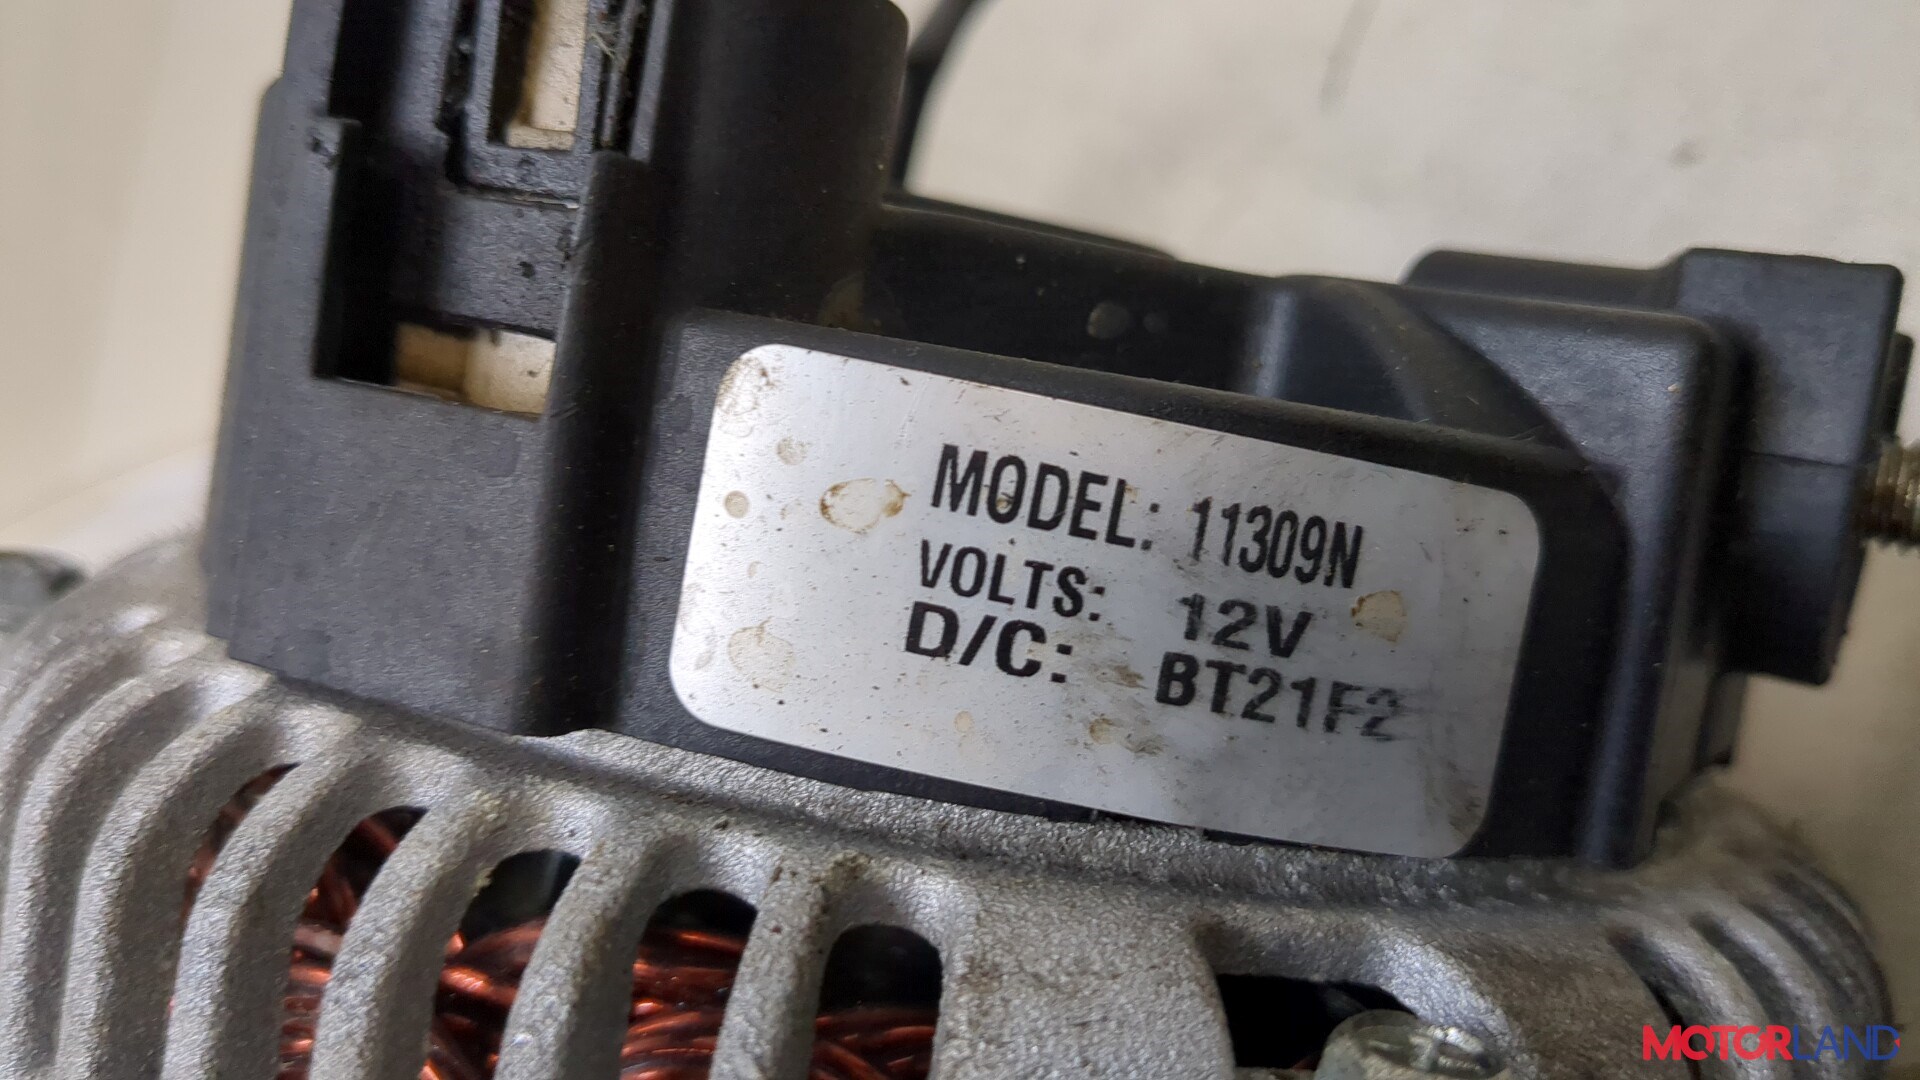 MODEL: 11309N
VOLTS: 12V
D/C: BT21F2
MOTORLAND